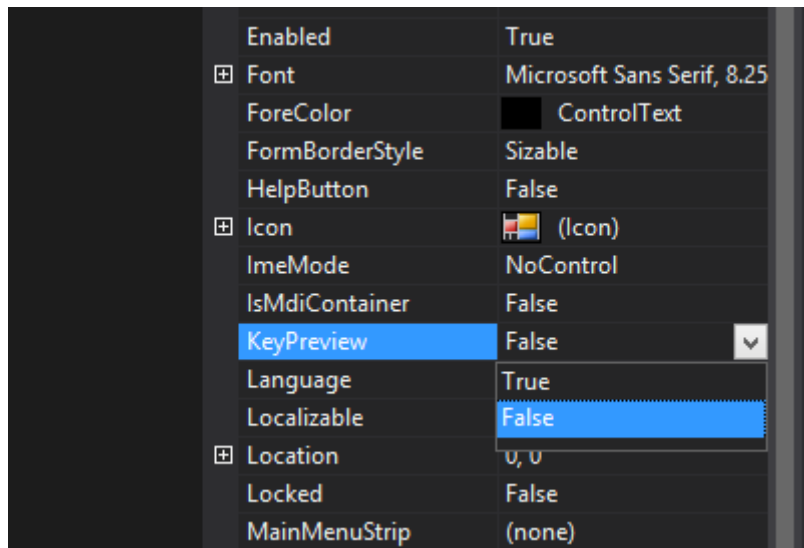 Enabled True
Font Microsoft Sans Serif, 8.25
ForeColor ControlText
FormBorderStyle Sizable
HelpButton False
Icon (Icon)
ImeMode NoControl
IsMdiContainer False
KeyPreview False
Language True
Localizable False
Location 0, 0
Locked False
MainMenuStrip (none)